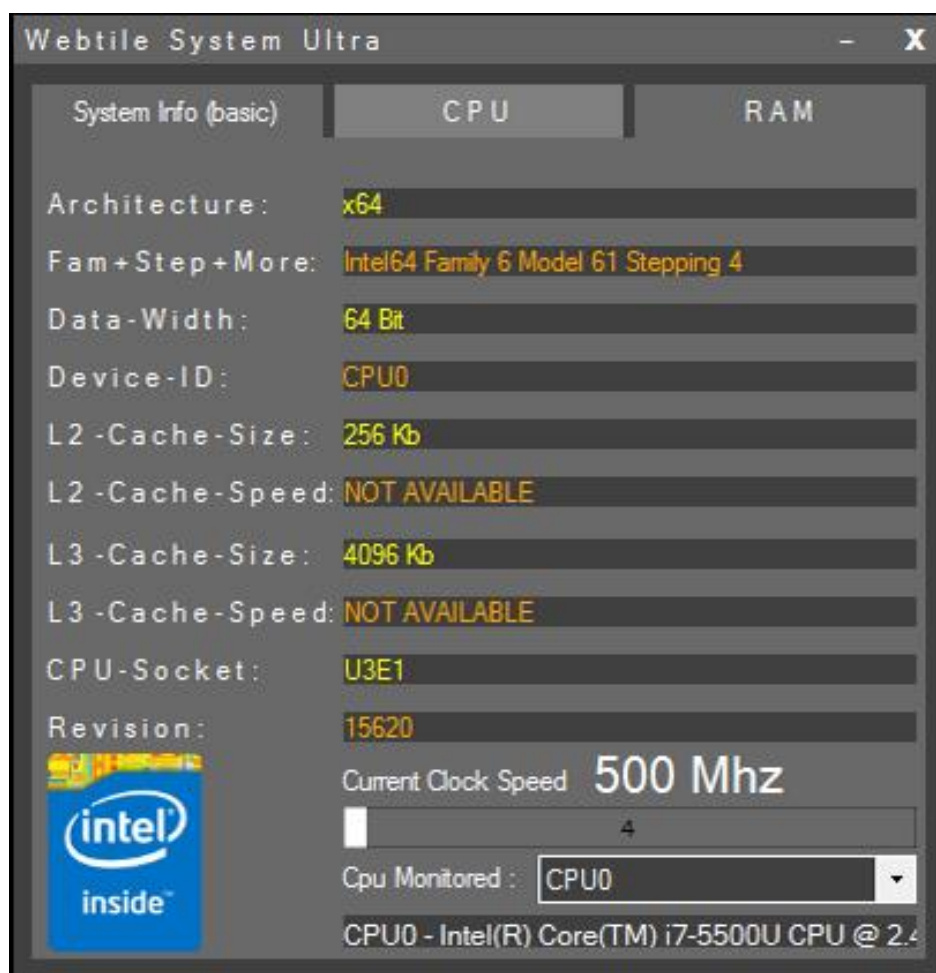 Webtile System Ultra – X
System Info (basic) CPU RAM
Architecture: x64
Fam+Step+More: Intel64 Family 6 Model 61 Stepping 4
Data-Width: 64 Bit
Device-ID: CPU0
L2-Cache-Size: 256 Kb
L2-Cache-Speed: NOT AVAILABLE
L3-Cache-Size: 4096 Kb
L3-Cache-Speed: NOT AVAILABLE
CPU-Socket: U3E1
Revision: 15620
Current Clock Speed 500 Mhz
4
Cpu Monitored : CPU0
CPU0 - Intel(R) Core(TM) i7-5500U CPU @ 2.4
intel
inside™